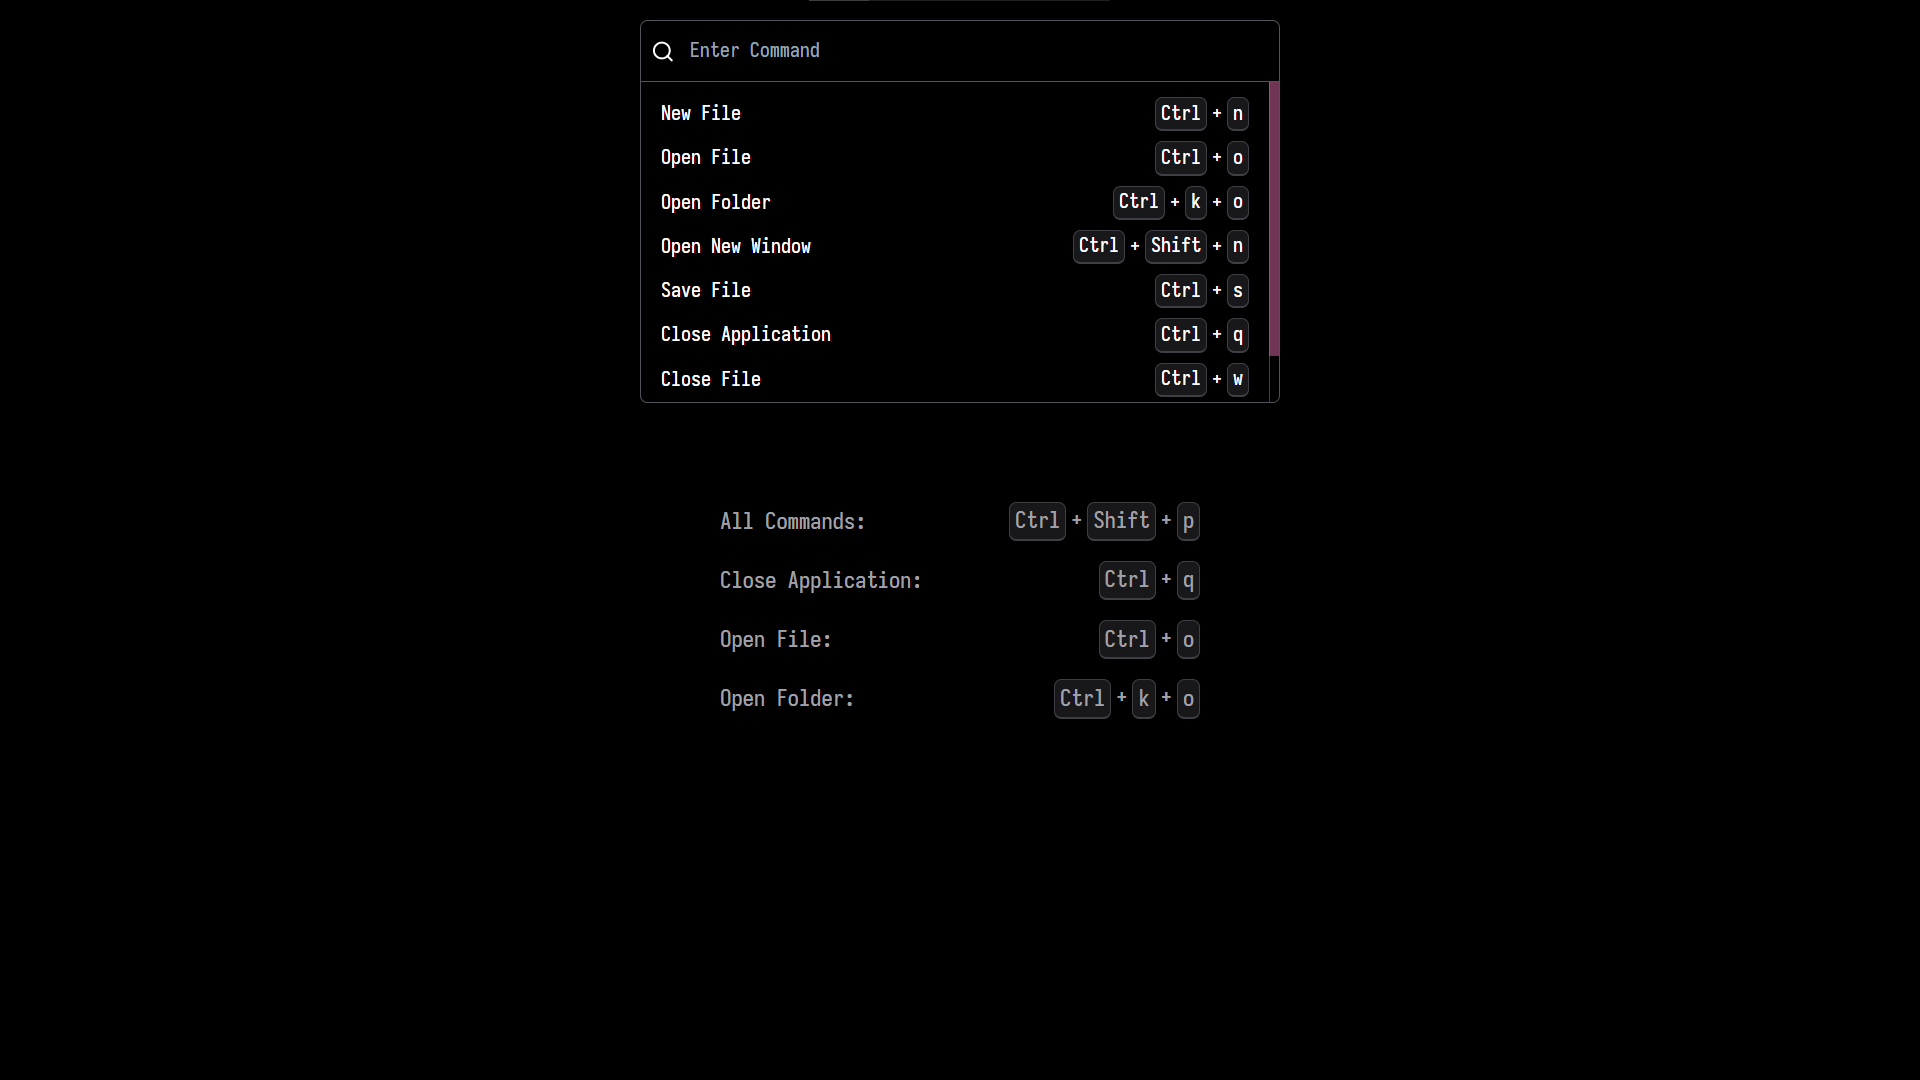 Enter Command
New File Ctrl + n
Open File Ctrl + o
Open Folder Ctrl + k + o
Open New Window Ctrl + Shift + n
Save File Ctrl + s
Close Application Ctrl + q
Close File Ctrl + w
All Commands: Ctrl + Shift + p
Close Application: Ctrl + q
Open File: Ctrl + o
Open Folder: Ctrl + k + o